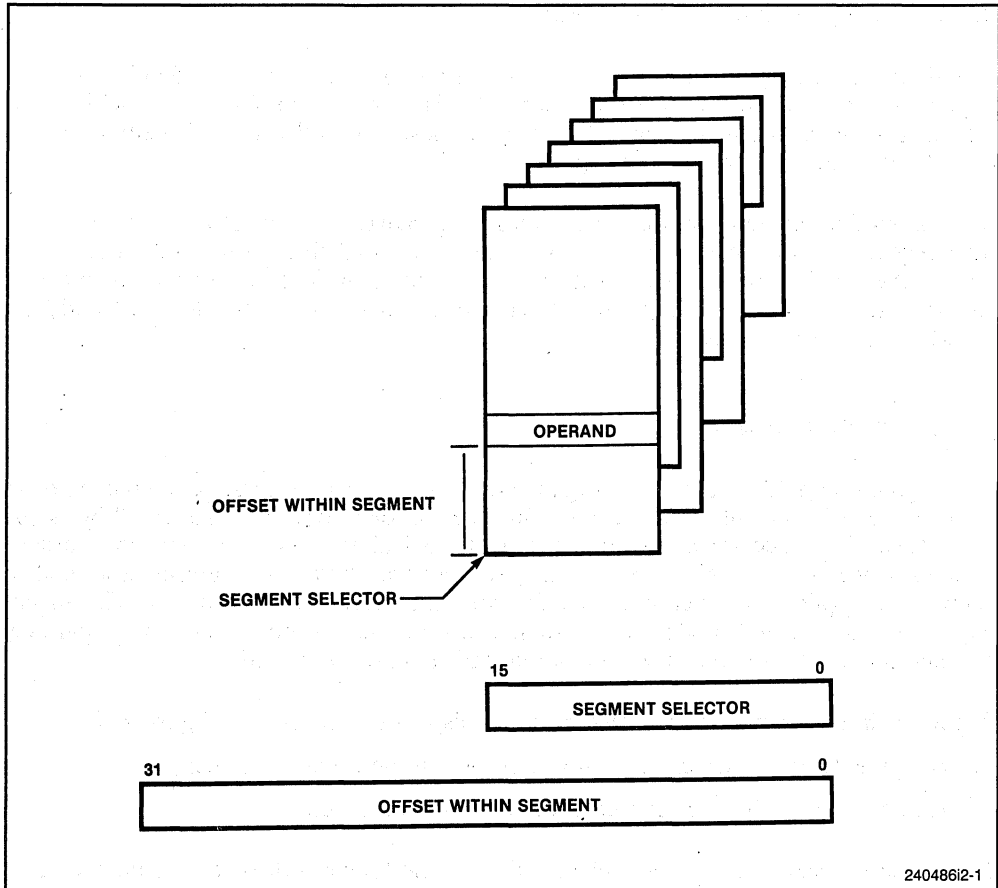 OPERAND
OFFSET WITHIN SEGMENT
SEGMENT SELECTOR
15 0
SEGMENT SELECTOR
31 0
OFFSET WITHIN SEGMENT
240486i2-1